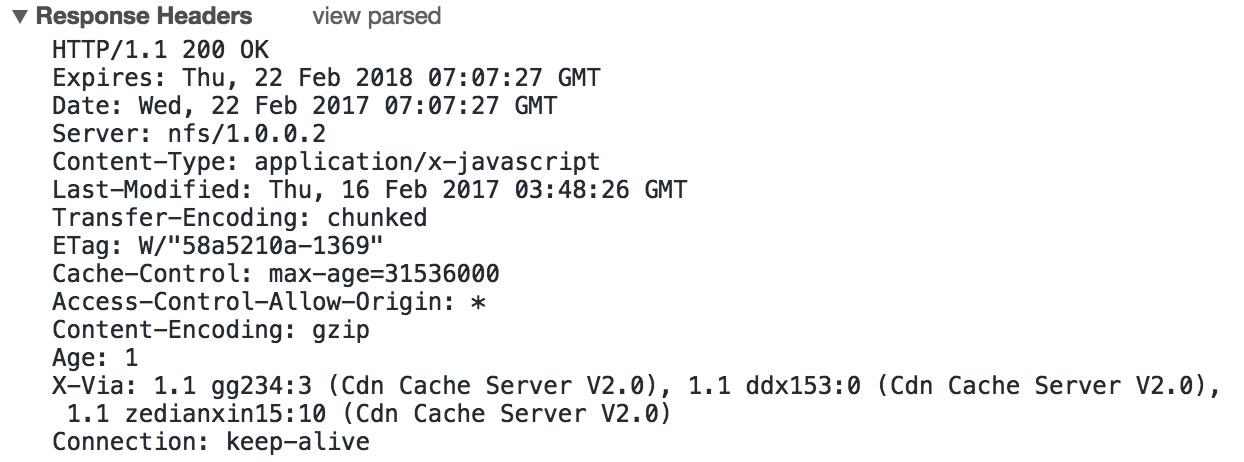 ▼ Response Headers view parsed
HTTP/1.1 200 OK
Expires: Thu, 22 Feb 2018 07:07:27 GMT
Date: Wed, 22 Feb 2017 07:07:27 GMT
Server: nfs/1.0.0.2
Content-Type: application/x-javascript
Last-Modified: Thu, 16 Feb 2017 03:48:26 GMT
Transfer-Encoding: chunked
ETag: W/"58a5210a-1369"
Cache-Control: max-age=31536000
Access-Control-Allow-Origin: *
Content-Encoding: gzip
Age: 1
X-Via: 1.1 gg234:3 (Cdn Cache Server V2.0), 1.1 ddx153:0 (Cdn Cache Server V2.0),
1.1 zedianxin15:10 (Cdn Cache Server V2.0)
Connection: keep-alive